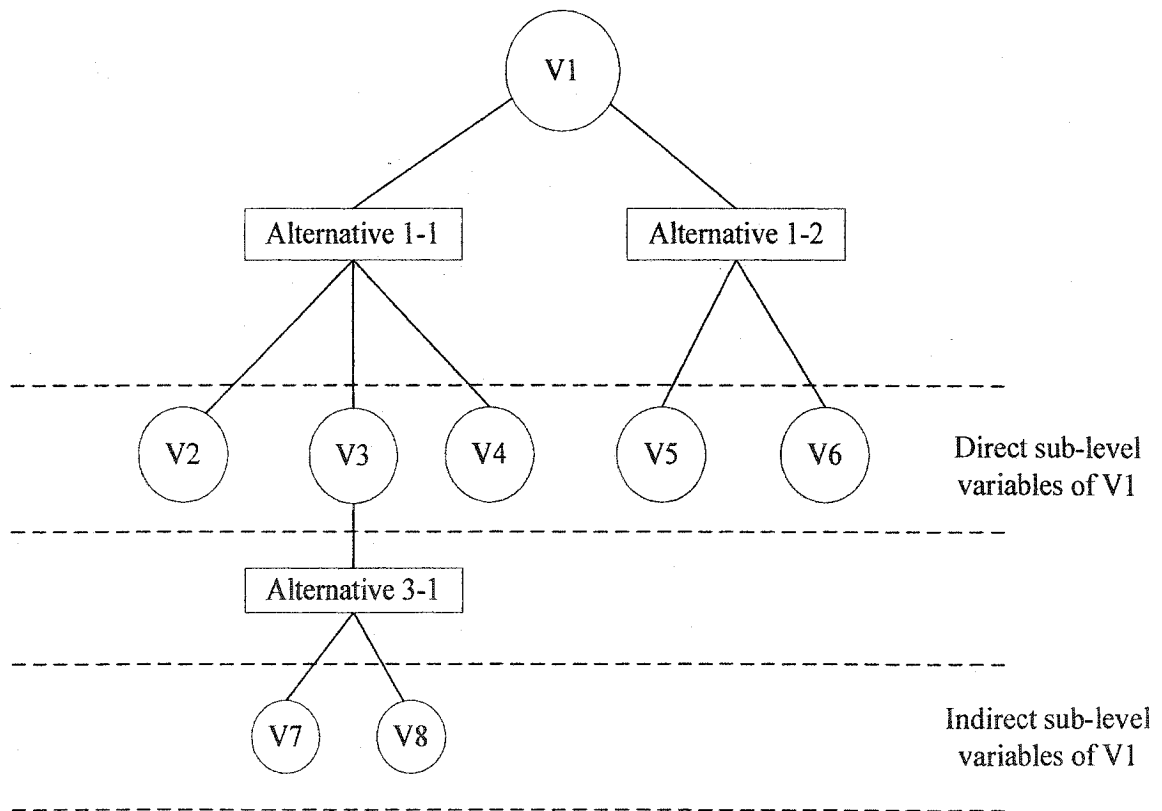 V1
Alternative 1-1
Alternative 1-2
V2
V3
V4
V5
V6
Direct sub-level
variables of V1
Alternative 3-1
V7
V8
Indirect sub-level
variables of V1